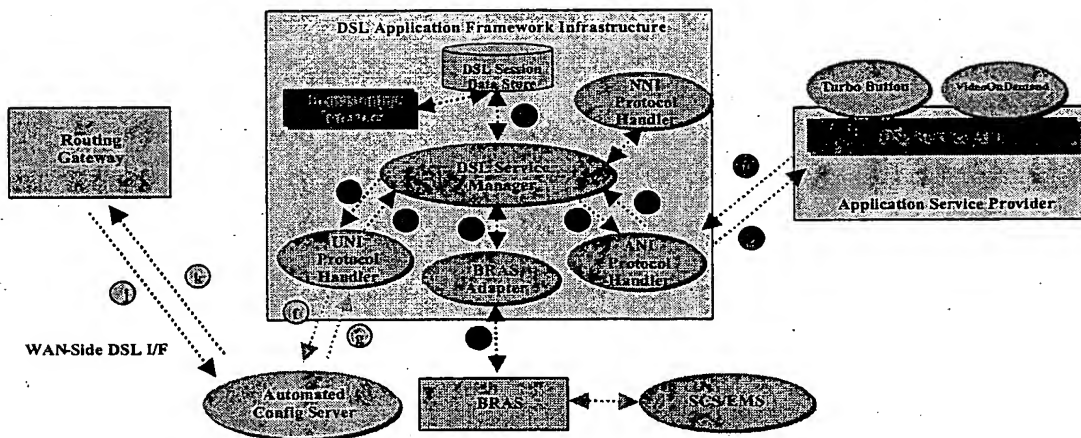 DSL Application Framework Infrastructure
DSL Session
Data Store
NNI
Protocol
Handler
Turbo Button
VideoOnDemand
Routing
Gateway
DSL Service
Manager
Application Service Provider
UNI
Protocol
Handler
BRAS
Adapter
ANI
Protocol
Handler
WAN-Side DSL I/F
Automated
Config Server
BRAS
SCS/EMS